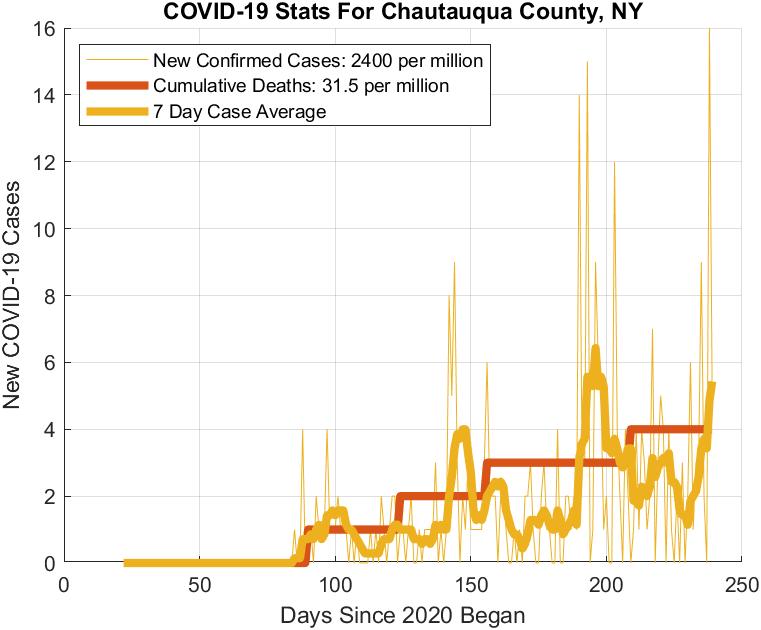 COVID-19 Stats For Chautauqua County, NY
16
14
12
10
8
6
4
2
0
New COVID-19 Cases
New Confirmed Cases: 2400 per million
Cumulative Deaths: 31.5 per million
7 Day Case Average
0 50 100 150 200 250
Days Since 2020 Began